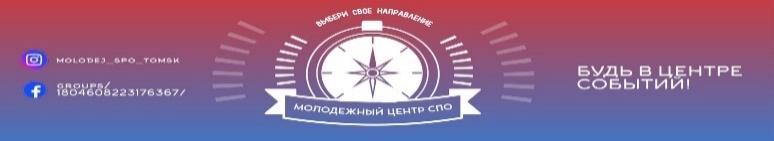 ВЫБЕРИ СВОЕ НАПРАВЛЕНИЕ
MOLODEJ_SPO_TOMSK
GROUPS/
1804608223176367/
МОЛОДЕЖНЫЙ ЦЕНТР СПО
БУДЬ В ЦЕНТРЕ
СОБЫТИЙ!